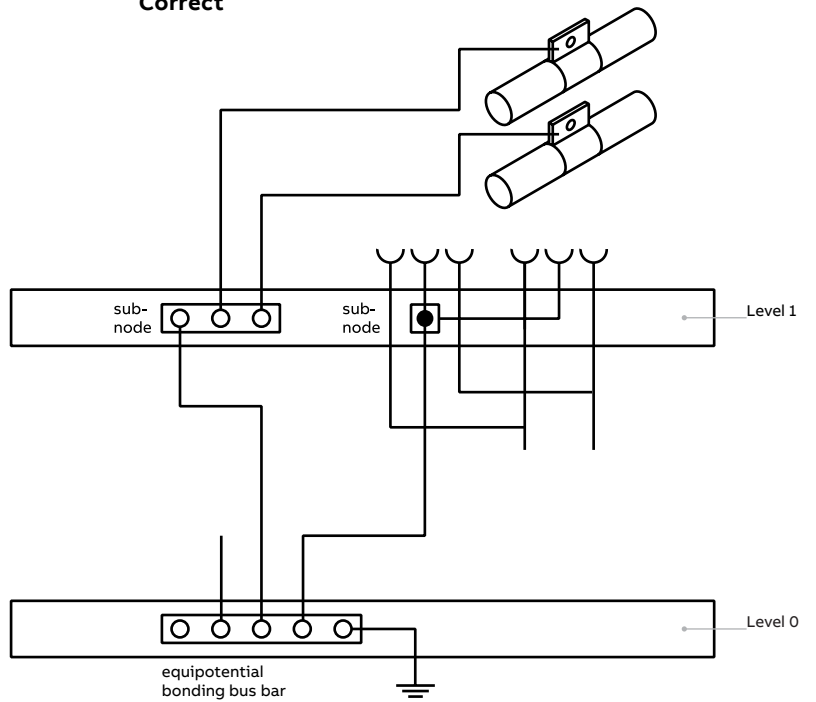 Correct
sub-
node
sub-
node
Level 1
Level 0
equipotential
bonding bus bar